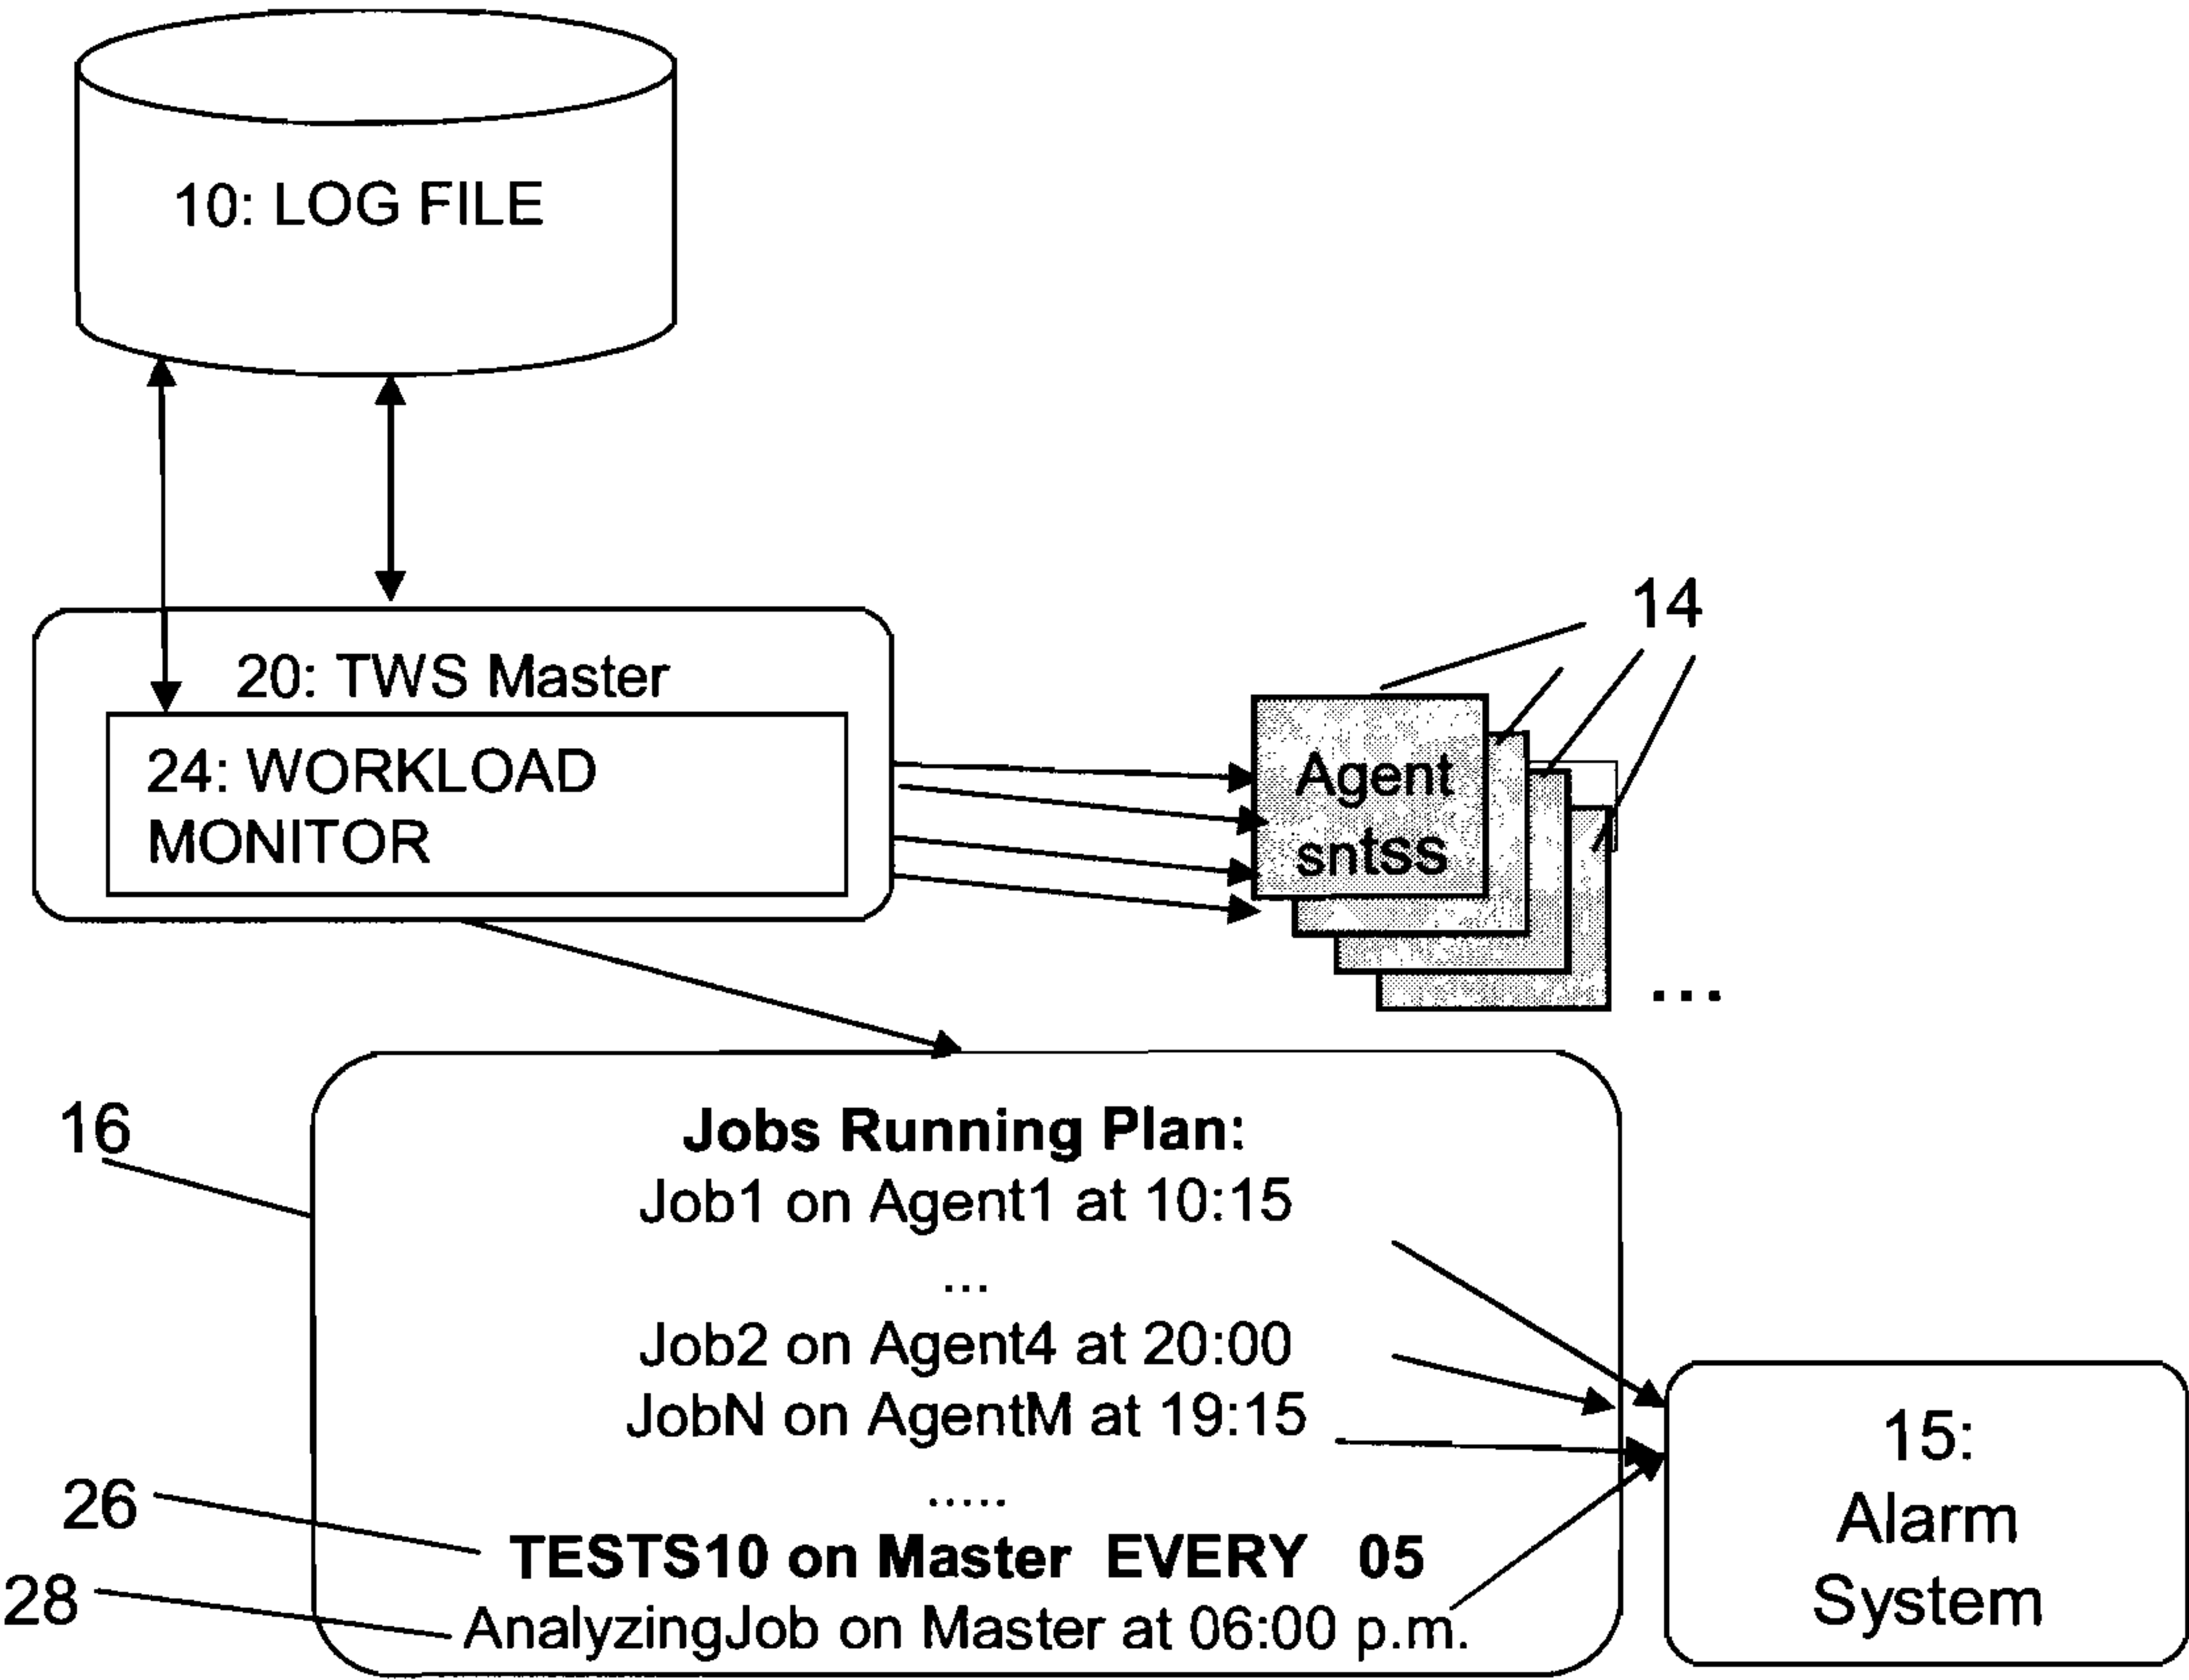 10: LOG FILE
20: TWS Master
24: WORKLOAD
MONITOR
14
Agent
sntss
...
16
Jobs Running Plan:
Job1 on Agent1 at 10:15
...
Job2 on Agent4 at 20:00
JobN on AgentM at 19:15
.....
26
TESTS10 on Master EVERY 05
28
AnalyzingJob on Master at 06:00 p.m.
15:
Alarm
System